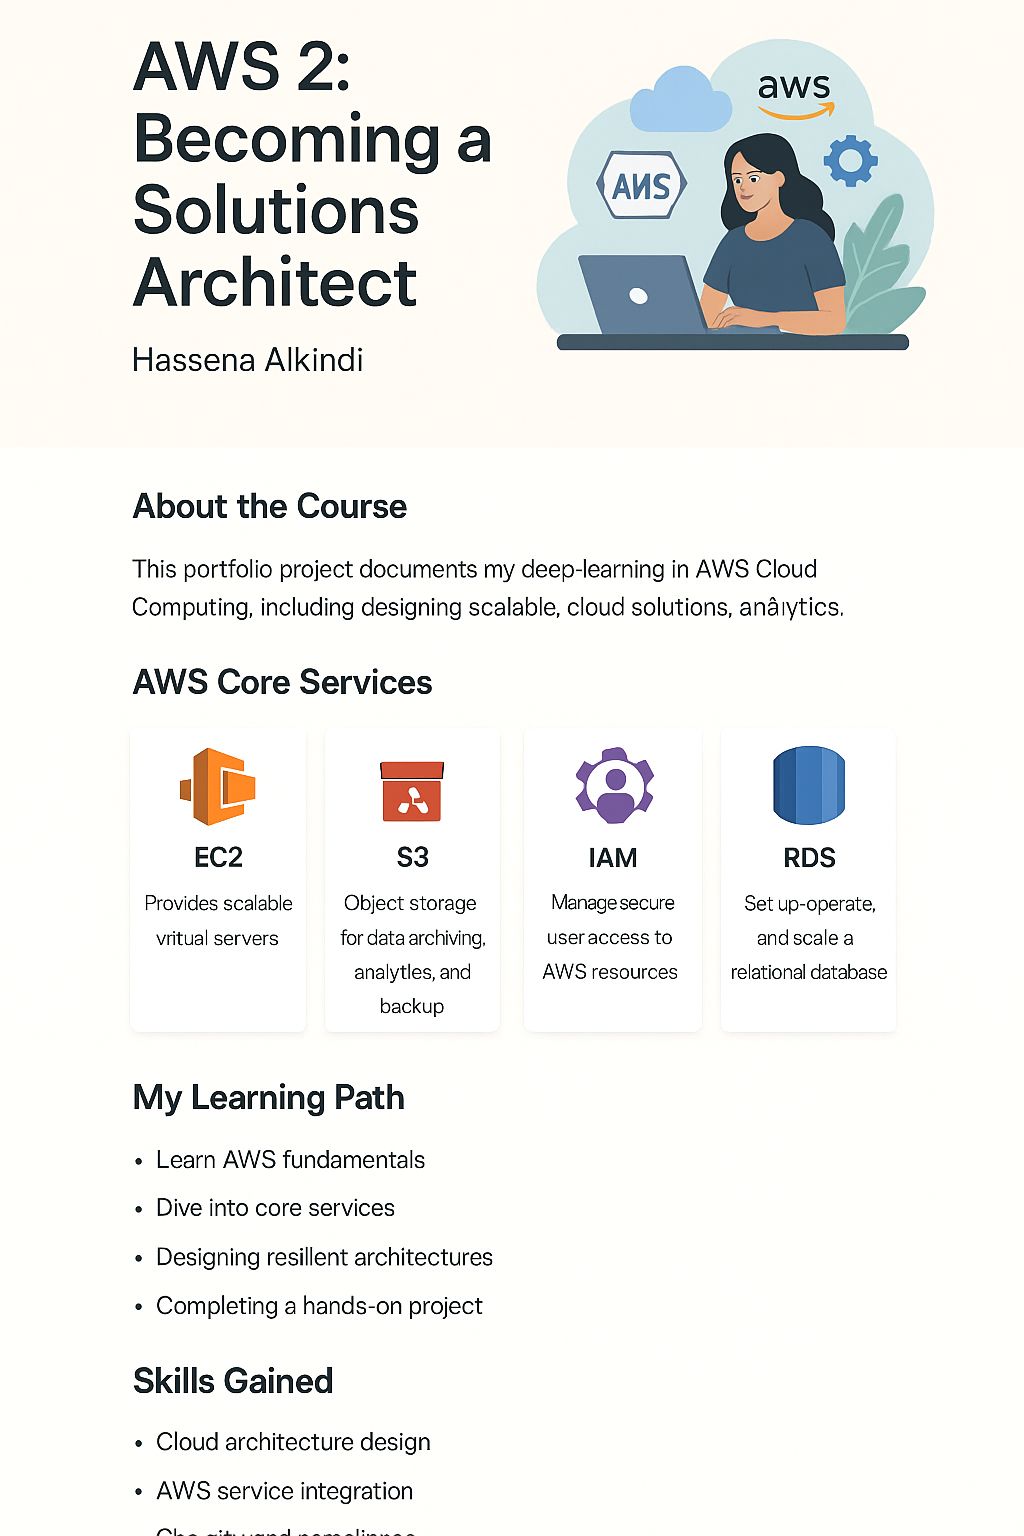 AWS 2:
Becoming a
Solutions
Architect
Hassena Alkindi
aws
AWS
About the Course
This portfolio project documents my deep-learning in AWS Cloud
Computing, including designing scalable, cloud solutions, anâıytics.
AWS Core Services
EC2
Provides scalable
vritual servers
S3
Object storage
for data archiving,
analytles, and
backup
IAM
Manage secure
user access to
AWS resources
RDS
Set up-operate,
and scale a
relational database
My Learning Path
• Learn AWS fundamentals
• Dive into core services
• Designing resillent architectures
• Completing a hands-on project
Skills Gained
• Cloud architecture design
• AWS service integration